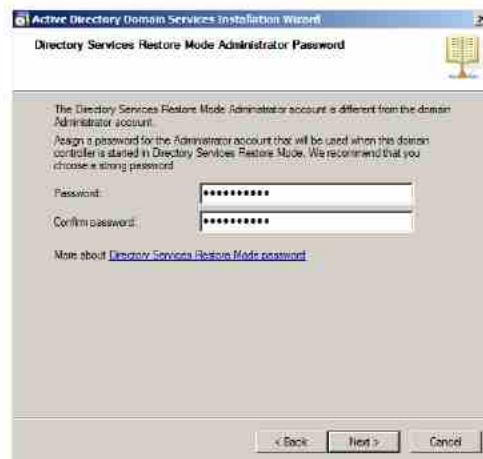 Active Directory Domain Services Installation Wizard
Directory Services Restore Mode Administrator Password
The Directory Services Restore Mode Administrator account is different from the domain
Administrator account.
Assign a password for the Administrator account that will be used when this domain
controller is started in Directory Services Restore Mode. We recommend that you
choose a strong password.
Password:
••••••••••
Confirm password:
••••••••••
More about Directory Services Restore Mode password
< Back
Next >
Cancel